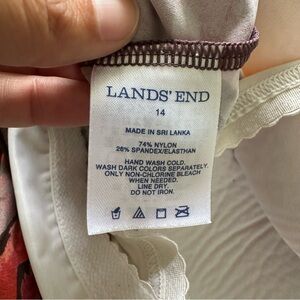 LANDS' END
14
MADE IN SRI LANKA
74% NYLON
26% SPANDEX/ELASTHAN
HAND WASH COLD.
WASH DARK COLORS SEPARATELY.
ONLY NON-CHLORINE BLEACH
WHEN NEEDED.
LINE DRY.
DO NOT IRON.